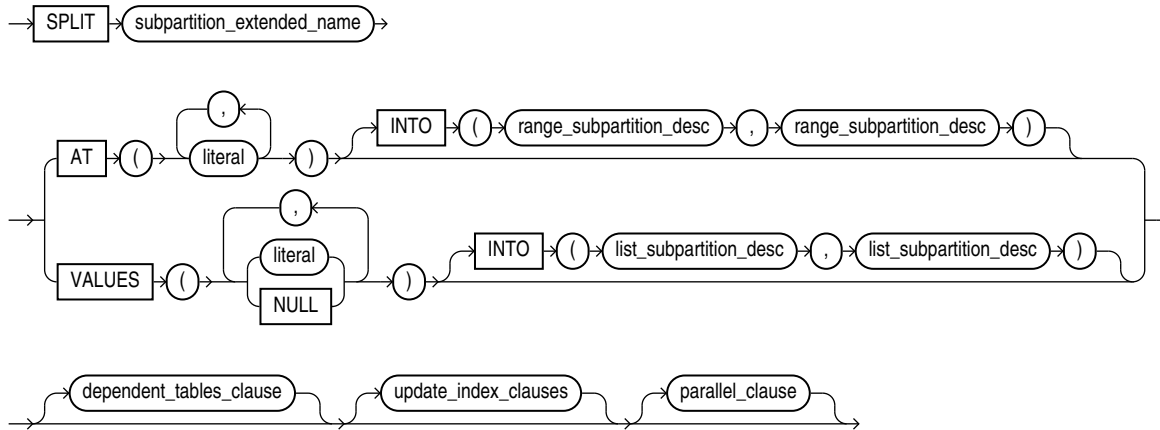 SPLIT subpartition_extended_name
,
INTO ( range_subpartition_desc , range_subpartition_desc )
AT ( literal )
,
literal
INTO ( list_subpartition_desc , list_subpartition_desc )
VALUES ( )
NULL
dependent_tables_clause update_index_clauses parallel_clause